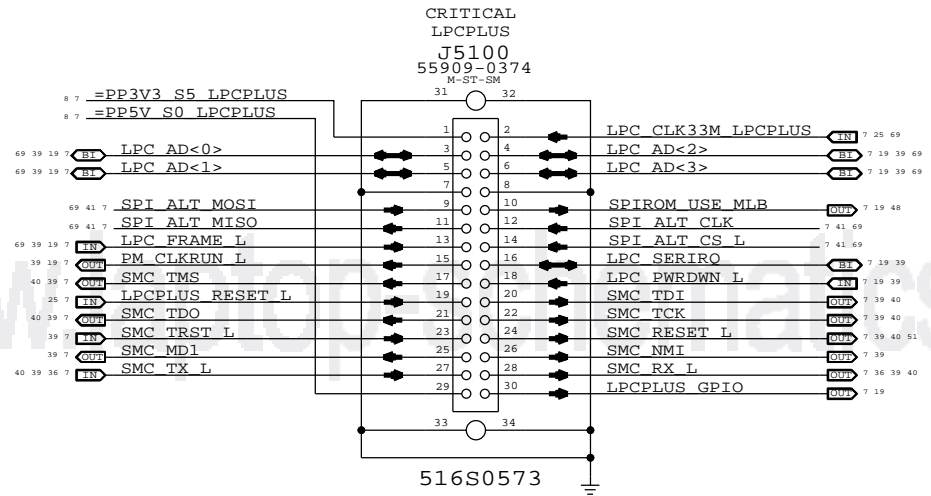 CRITICAL
LPCPLUS
J5100
55909-0374
M-ST-SM
31 32
8 7 =PP3V3_S5_LPCPLUS
8 7 =PP5V_S0_LPCPLUS
1 2 LPC_CLK33M_LPCPLUS IN 7 25 69
69 39 19 7 BI LPC_AD<0> 3 4 LPC_AD<2> BI 7 19 39 69
69 39 19 7 BI LPC_AD<1> 5 6 LPC_AD<3> BI 7 19 39 69
7 8
69 41 7 SPI_ALT_MOSI 9 10 SPIROM_USE_MLB OUT 7 19 48
69 41 7 SPI_ALT_MISO 11 12 SPI_ALT_CLK 7 41 69
69 39 19 7 IN LPC_FRAME_L 13 14 SPI_ALT_CS_L 7 41 69
39 19 7 OUT PM_CLKRUN_L 15 16 LPC_SERIRQ BI 7 19 39
40 39 7 OUT SMC_TMS 17 18 LPC_PWRDWN_L IN 7 19 39
25 7 IN LPCPLUS_RESET_L 19 20 SMC_TDI OUT 7 39 40
40 39 7 OUT SMC_TDO 21 22 SMC_TCK OUT 7 39 40
39 7 IN SMC_TRST_L 23 24 SMC_RESET_L OUT 7 39 40 51
39 7 OUT SMC_MD1 25 26 SMC_NMI OUT 7 39
40 39 36 7 IN SMC_TX_L 27 28 SMC_RX_L OUT 7 36 39 40
29 30 LPCPLUS_GPIO OUT 7 19
33 34
516S0573